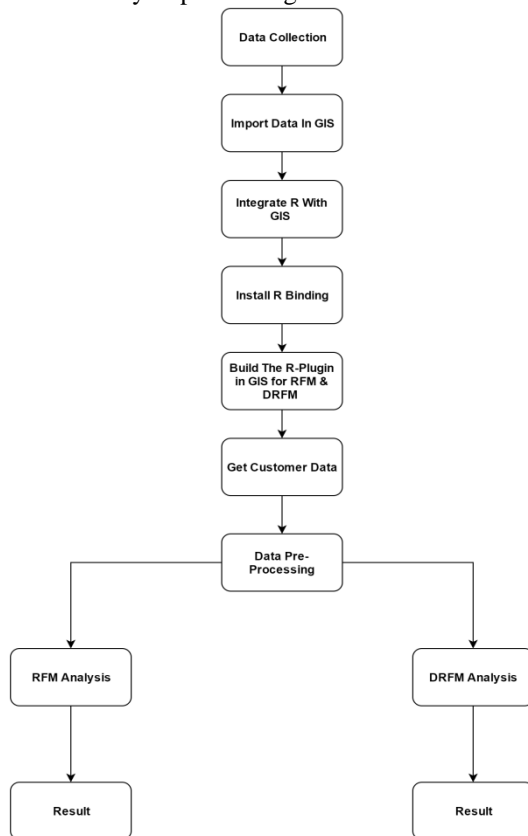 Data Collection
Import Data In GIS
Integrate R With
GIS
Install R Binding
Build The R-Plugin
in GIS for RFM &
DRFM
Get Customer Data
Data Pre-
Processing
RFM Analysis
DRFM Analysis
Result
Result